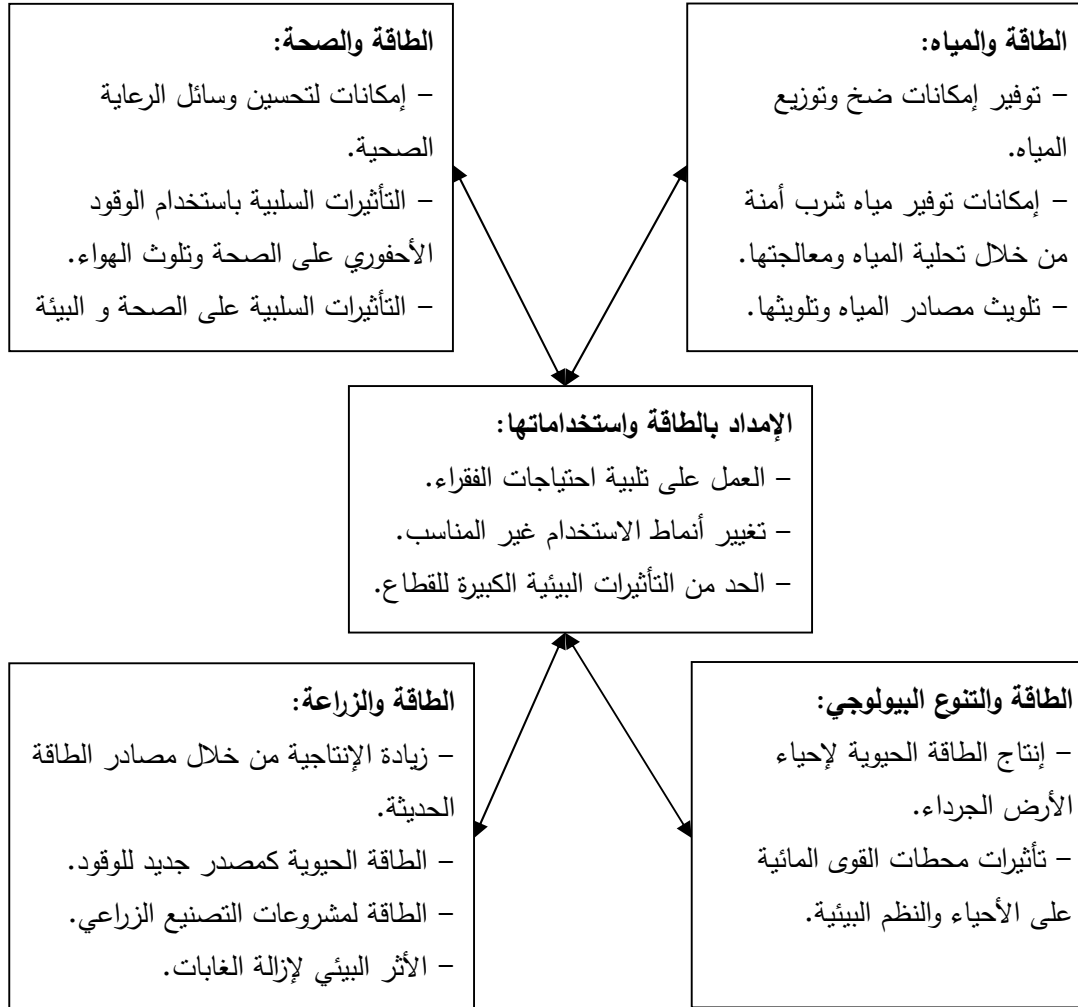 الطاقة والمياه:
– توفير إمكانات ضخ وتوزيع
المياه.
– إمكانات توفير مياه شرب أمنة
من خلال تحلية المياه ومعالجتها.
– تلويث مصادر المياه وتلويثها.
الطاقة والصحة:
– إمكانات لتحسين وسائل الرعاية
الصحية.
– التأثيرات السلبية باستخدام الوقود
الأحفوري على الصحة وتلوث الهواء.
– التأثيرات السلبية على الصحة و البيئة
الإمداد بالطاقة واستخداماتها:
– العمل على تلبية احتياجات الفقراء.
– تغيير أنماط الاستخدام غير المناسب.
– الحد من التأثيرات البيئية الكبيرة للقطاع.
الطاقة والتنوع البيولوجي:
– إنتاج الطاقة الحيوية لإحياء
الأرض الجرداء.
– تأثيرات محطات القوى المائية
على الأحياء والنظم البيئية.
الطاقة والزراعة:
– زيادة الإنتاجية من خلال مصادر الطاقة
الحديثة.
– الطاقة الحيوية كمصدر جديد للوقود.
– الطاقة لمشروعات التصنيع الزراعي.
– الأثر البيئي لإزالة الغابات.